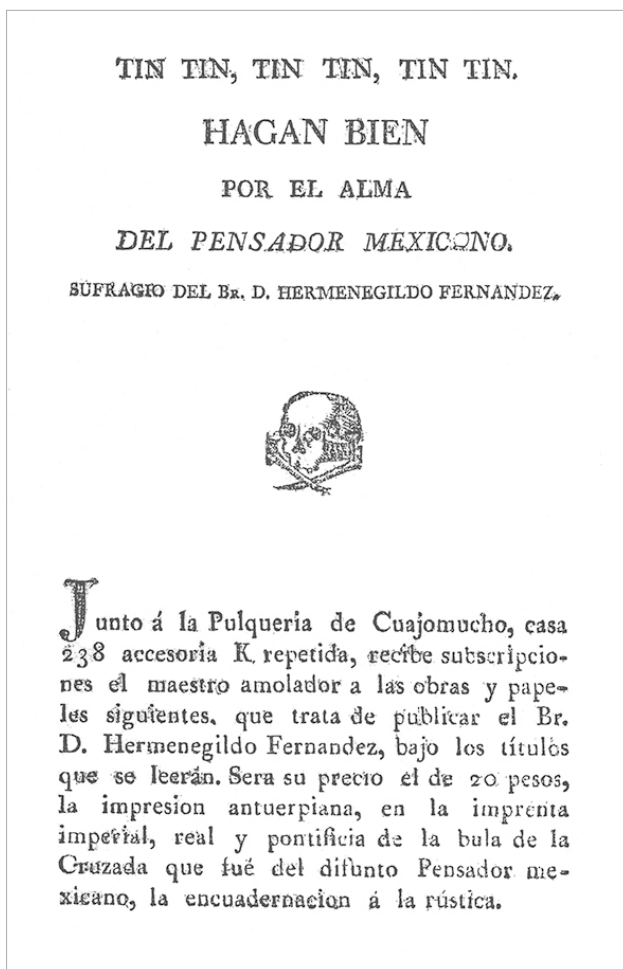 TIN TIN, TIN TIN, TIN TIN.
HAGAN BIEN
POR EL ALMA
DEL PENSADOR MEXICANO.
SUFRAGIO DEL Br. D. HERMENEGILDO FERNANDEZ.
Junto á la Pulqueria de Cuajomucho, casa
238 accesoria K. repetida, recibe subscripcio-
nes el maestro amolador a las obras y pape-
les siguientes, que trata de publicar el Br.
D. Hermenegildo Fernandez, bajo los títulos
que se leerán. Sera su precio el de 20 pesos,
la impresion antuerpiana, en la imprenta
imperial, real y pontificia de la bula de la
Cruzada que fué del difunto Pensador me-
xicano, la encuadernacion á la rústica.